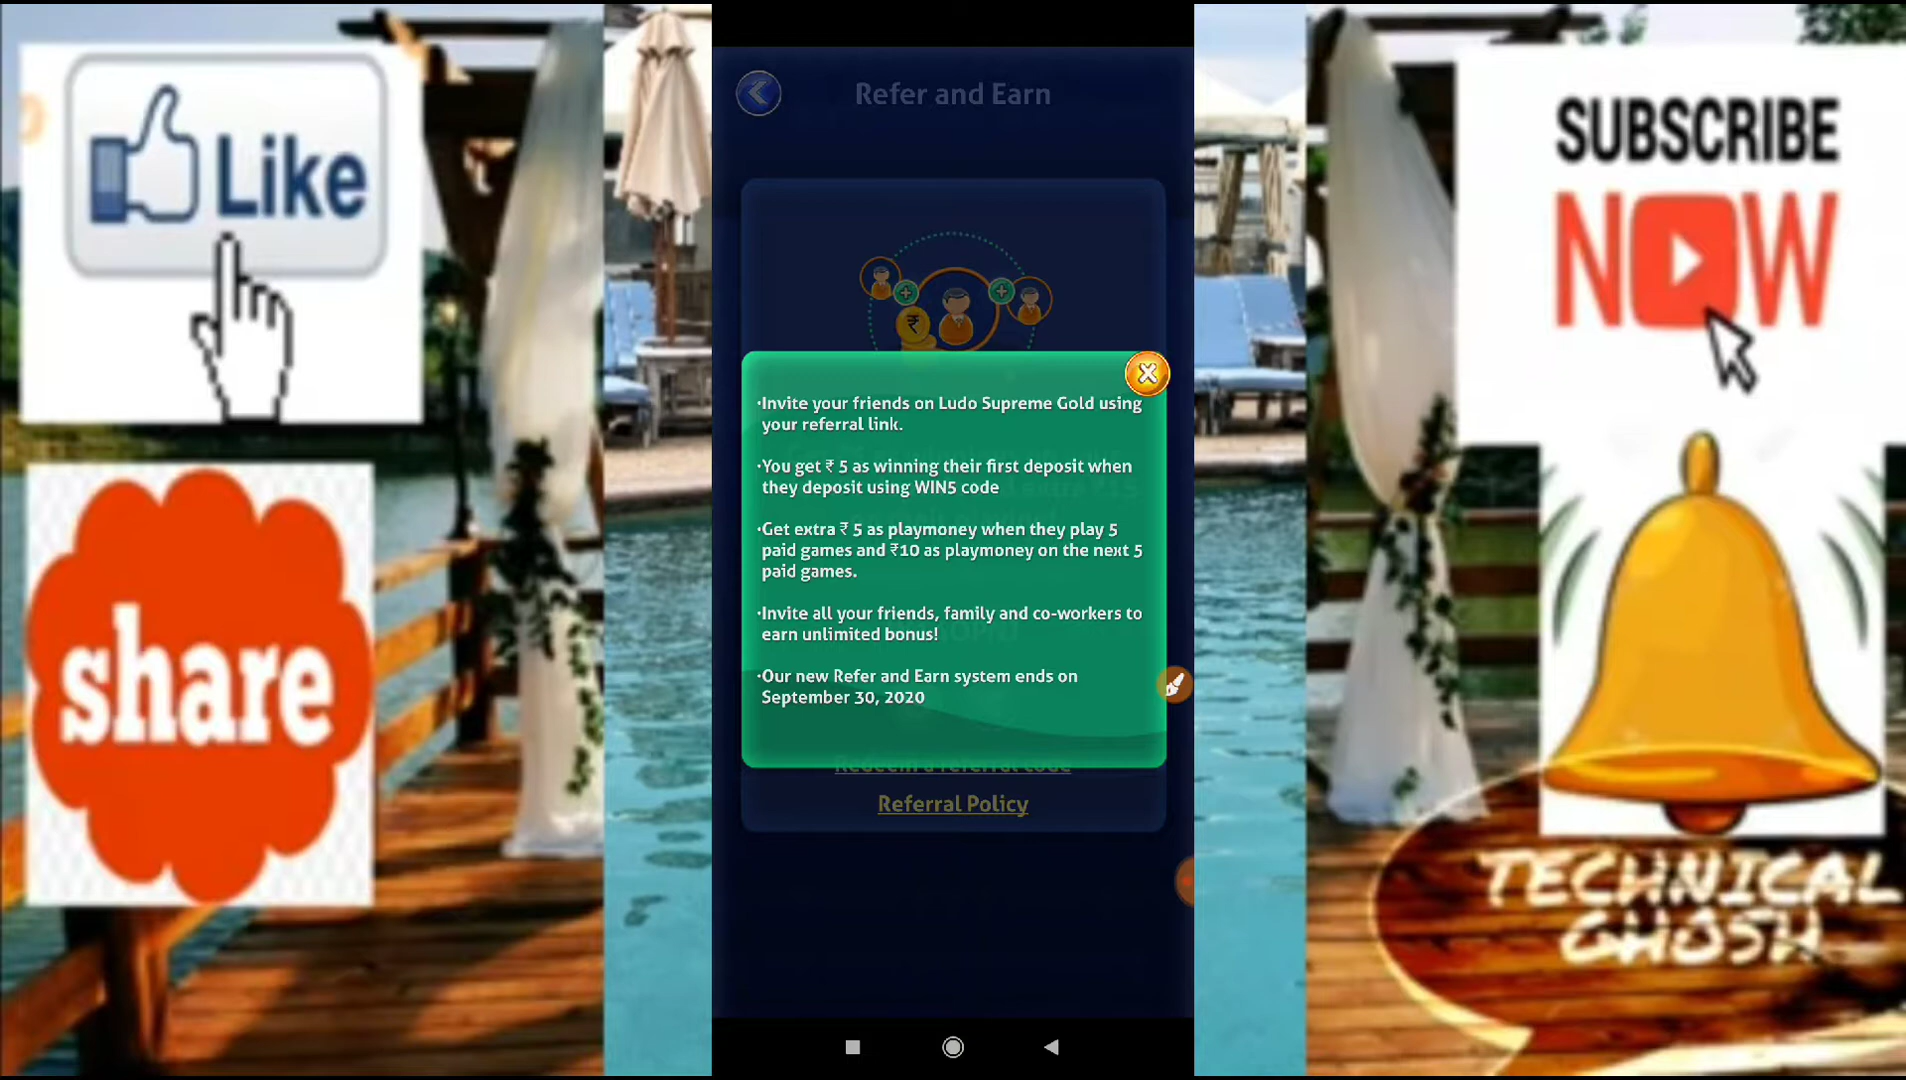 Like
SUBSCRIBE
NOW
share
TECHNICAL
GHOSH
Refer and Earn
₹
·Invite your friends on Ludo Supreme Gold using
your referral link.
·You get ₹ 5 as winning their first deposit when
they deposit using WIN5 code
·Get extra ₹ 5 as playmoney when they play 5
paid games and ₹10 as playmoney on the next 5
paid games.
·Invite all your friends, family and co-workers to
earn unlimited bonus!
·Our new Refer and Earn system ends on
September 30, 2020
Redeem a referral code
Referral Policy